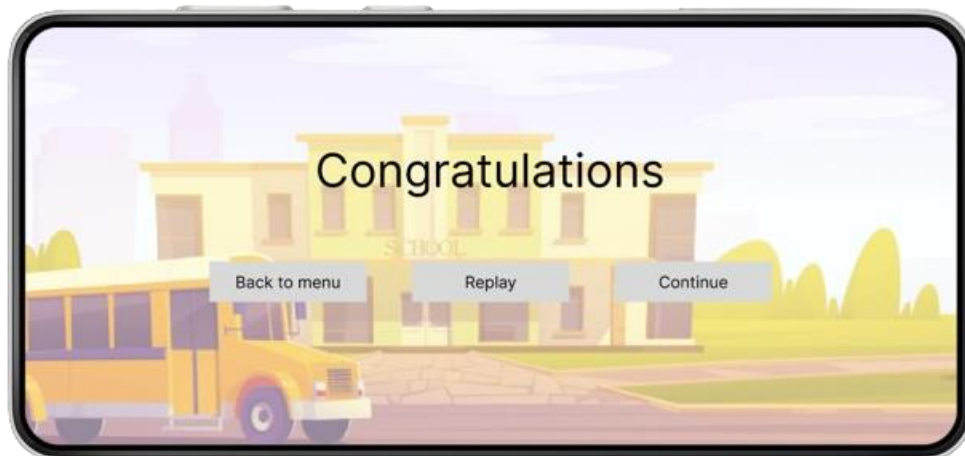 Congratulations
SCHOOL
Back to menu
Replay
Continue